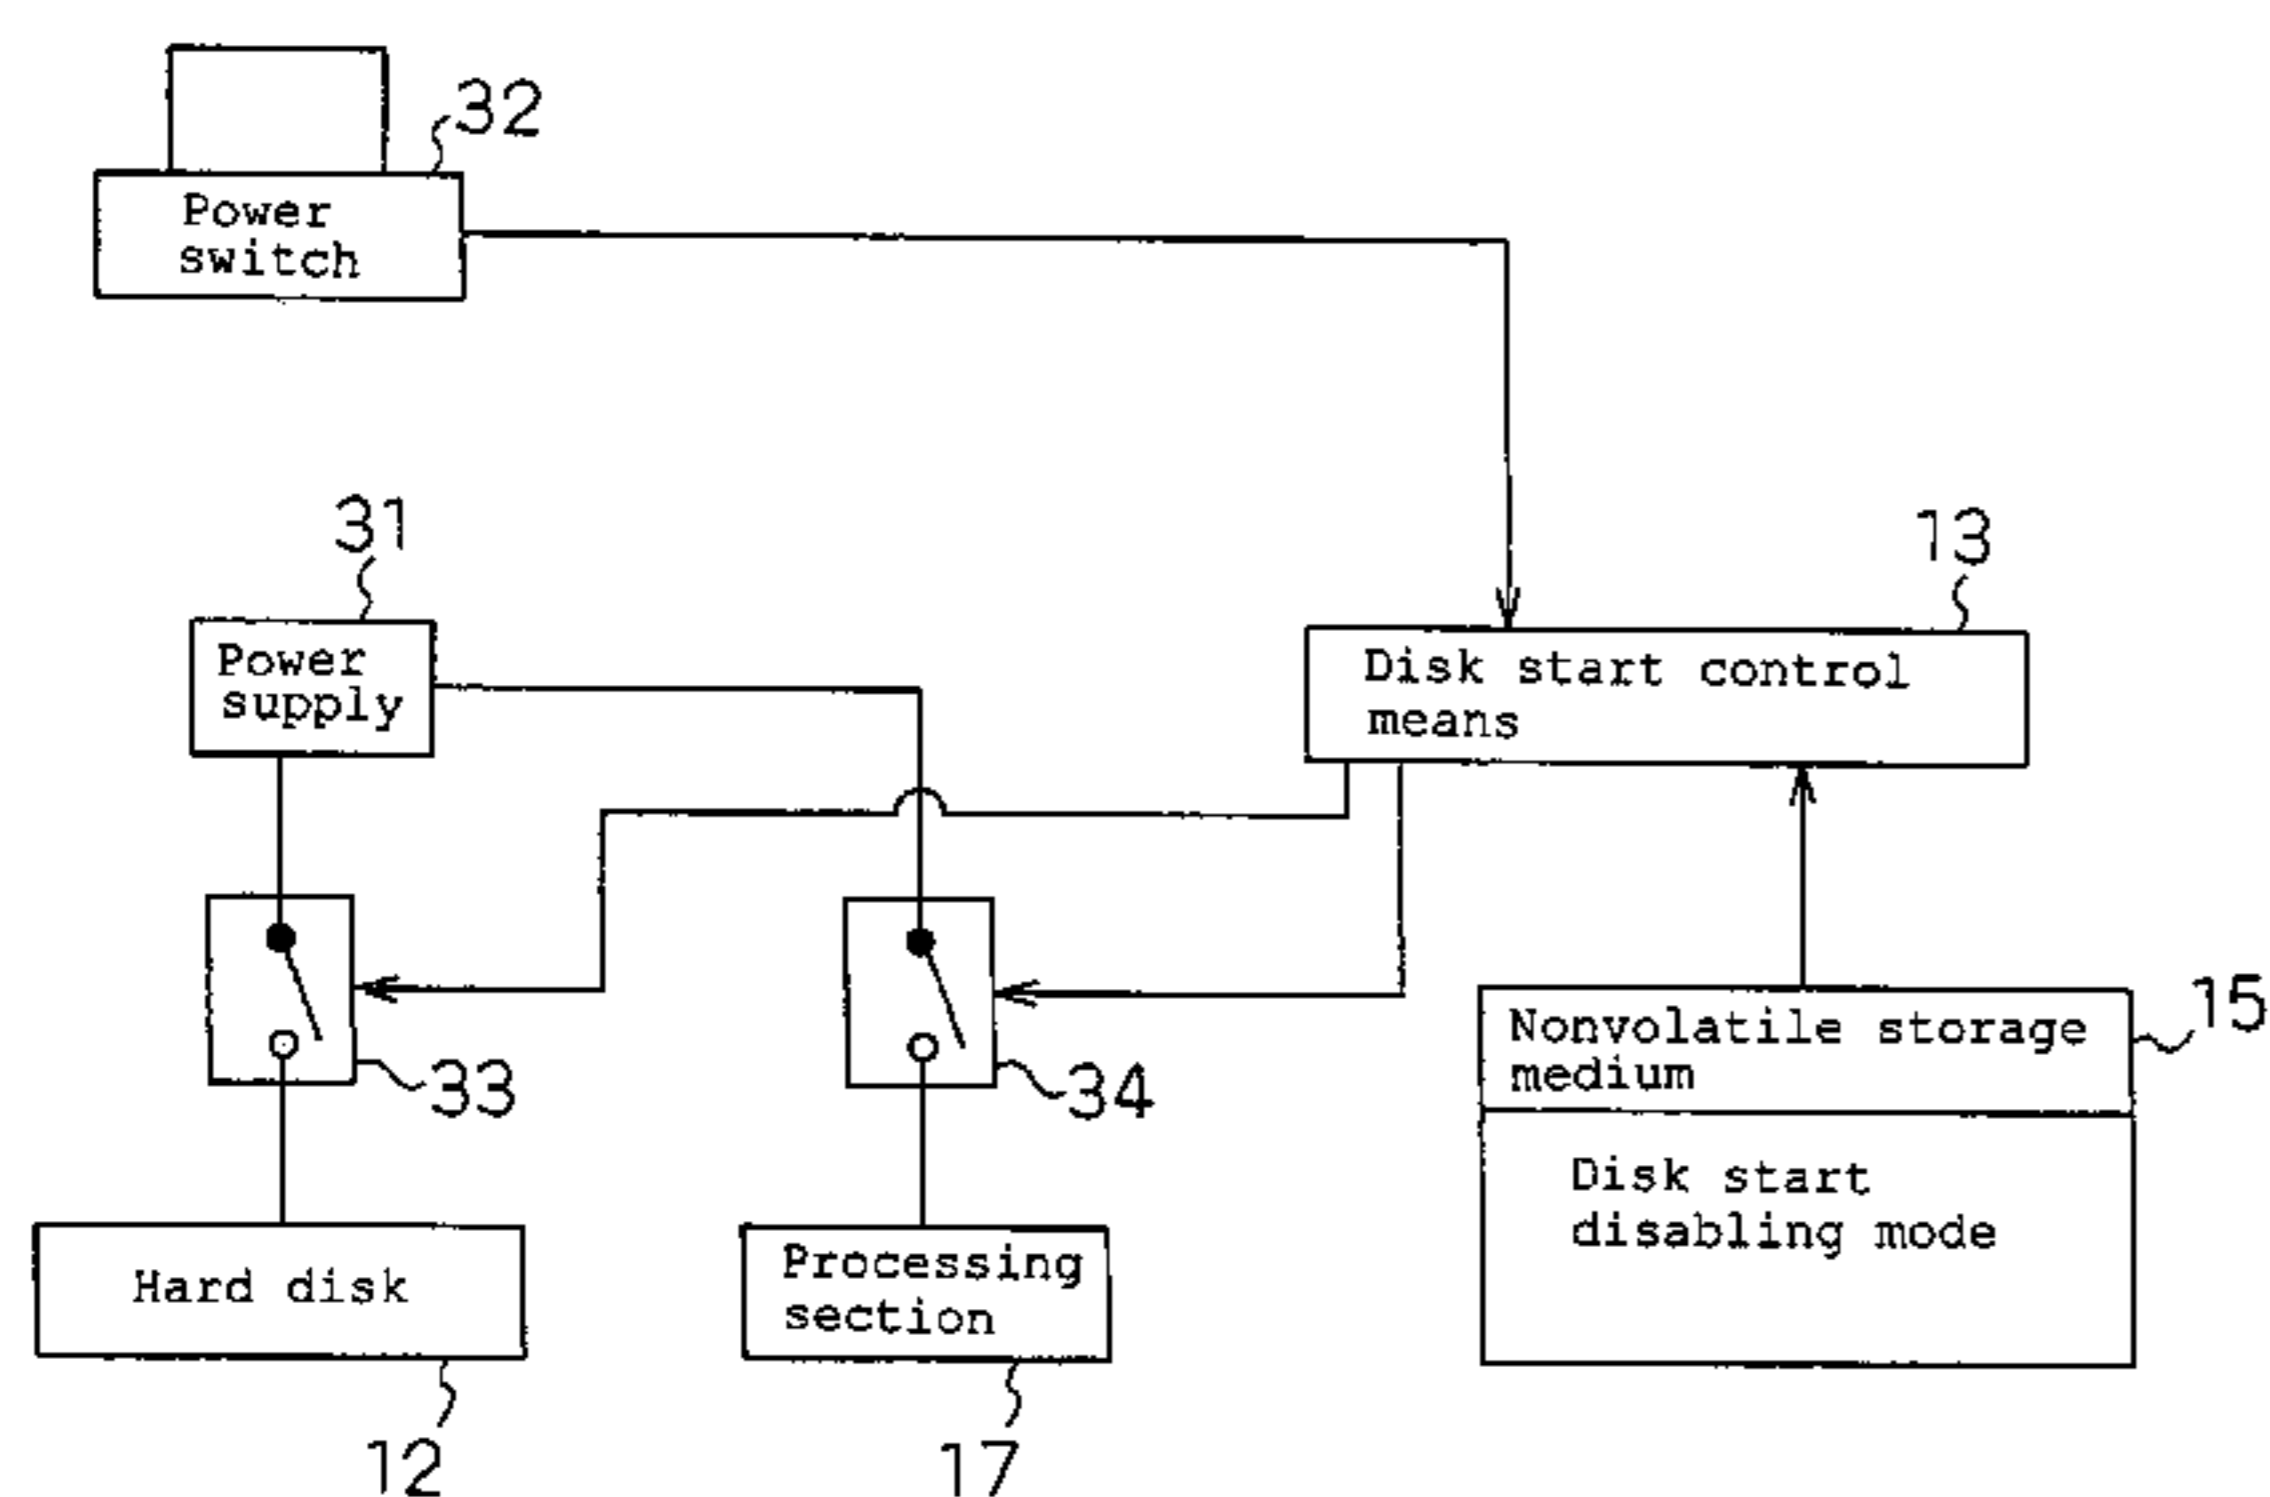 32
Power
switch
31
13
Power
supply
Disk start control
means
15
Nonvolatile storage
medium
33
34
Disk start
disabling mode
Hard disk
Processing
section
12
17